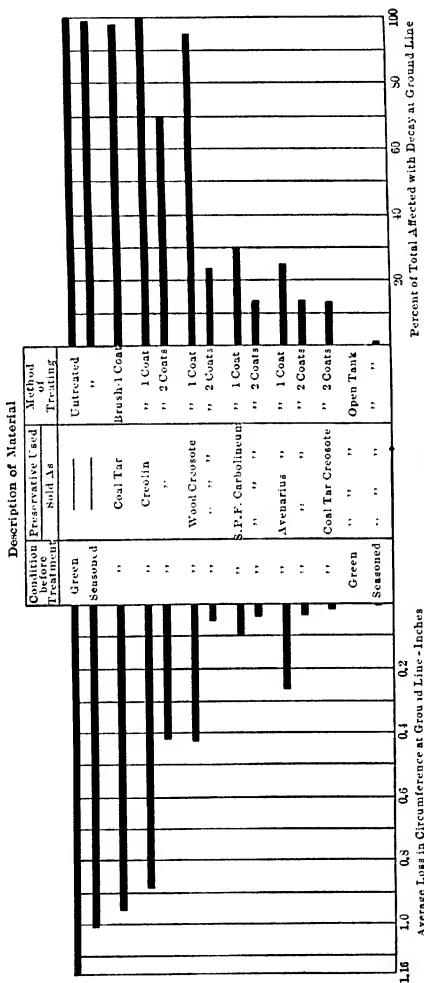 Description of Material
Condition before Treatment | Preservative Used Sold As | Method of Treating
Green | —— | Untreated
Seasoned | —— | ,,
,, | Coal Tar | Brush-1 Coat
,, | Creolin | ,, 1 Coat
,, | ,, | ,, 2 Coats
,, | Wood Creosote | ,, 1 Coat
,, | ,, ,, | ,, 2 Coats
,, | S.P.F. Carbolineum | ,, 1 Coat
,, | ,, ,, ,, | ,, 2 Coats
,, | Avenarius ,, | ,, 1 Coat
,, | ,, ,, | ,, 2 Coats
,, | Coal Tar Creosote | ,, 2 Coats
Green | ,, ,, ,, | Open Tank
Seasoned | ,, ,, ,, | ,, ,,
1.16 1.0 0.8 0.6 0.4 0.2
Average Loss in Circumference at Ground Line - Inches
20 40 60 80 100
Percent of Total Affected with Decay at Ground Line